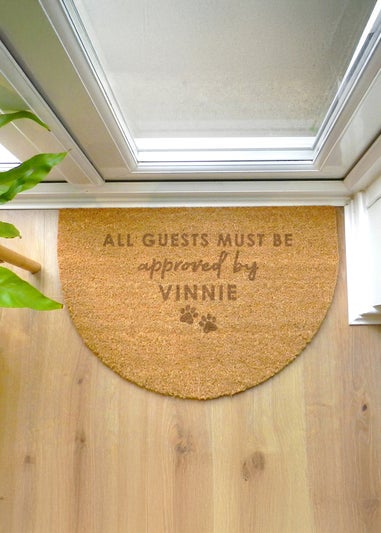 ALL GUESTS MUST BE
approved by
VINNIE